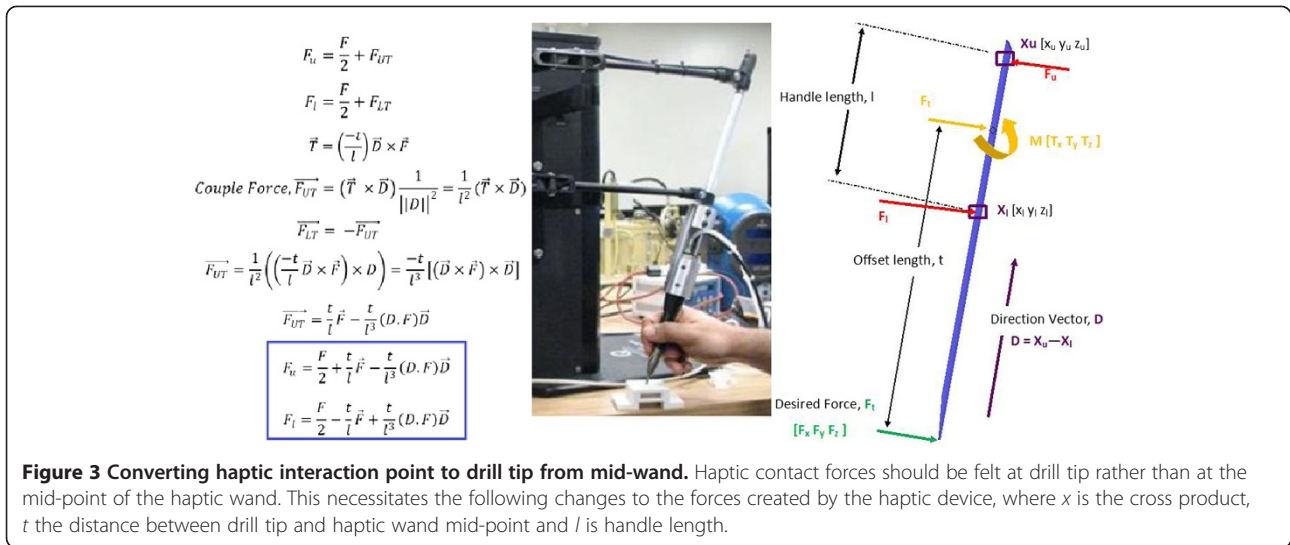 F_u = F/2 + F_UT
F_l = F/2 + F_LT
T⃗ = (-t/l) D⃗ × F⃗
Couple Force, F_UT⃗ = (T⃗ × D⃗) 1/||D||² = 1/l² (T⃗ × D⃗)
F_LT⃗ = −F_UT⃗
F_UT⃗ = 1/l² ((-t/l D⃗ × F⃗) × D) = -t/l³ [(D⃗ × F⃗) × D⃗]
F_UT⃗ = t/l F⃗ − t/l³ (D.F)D⃗
F_u = F/2 + t/l F⃗ − t/l³ (D.F)D⃗
F_l = F/2 − t/l F⃗ + t/l³ (D.F)D⃗
Xu [x_u y_u z_u]
F_u
Handle length, l
F_t
M [T_x T_y T_z ]
X_l [x_l y_l z_l]
F_l
Offset length, t
Direction Vector, D
D = X_u—X_l
Desired Force, F_t
[F_x F_y F_z ]
Figure 3 Converting haptic interaction point to drill tip from mid-wand. Haptic contact forces should be felt at drill tip rather than at the
mid-point of the haptic wand. This necessitates the following changes to the forces created by the haptic device, where x is the cross product,
t the distance between drill tip and haptic wand mid-point and l is handle length.